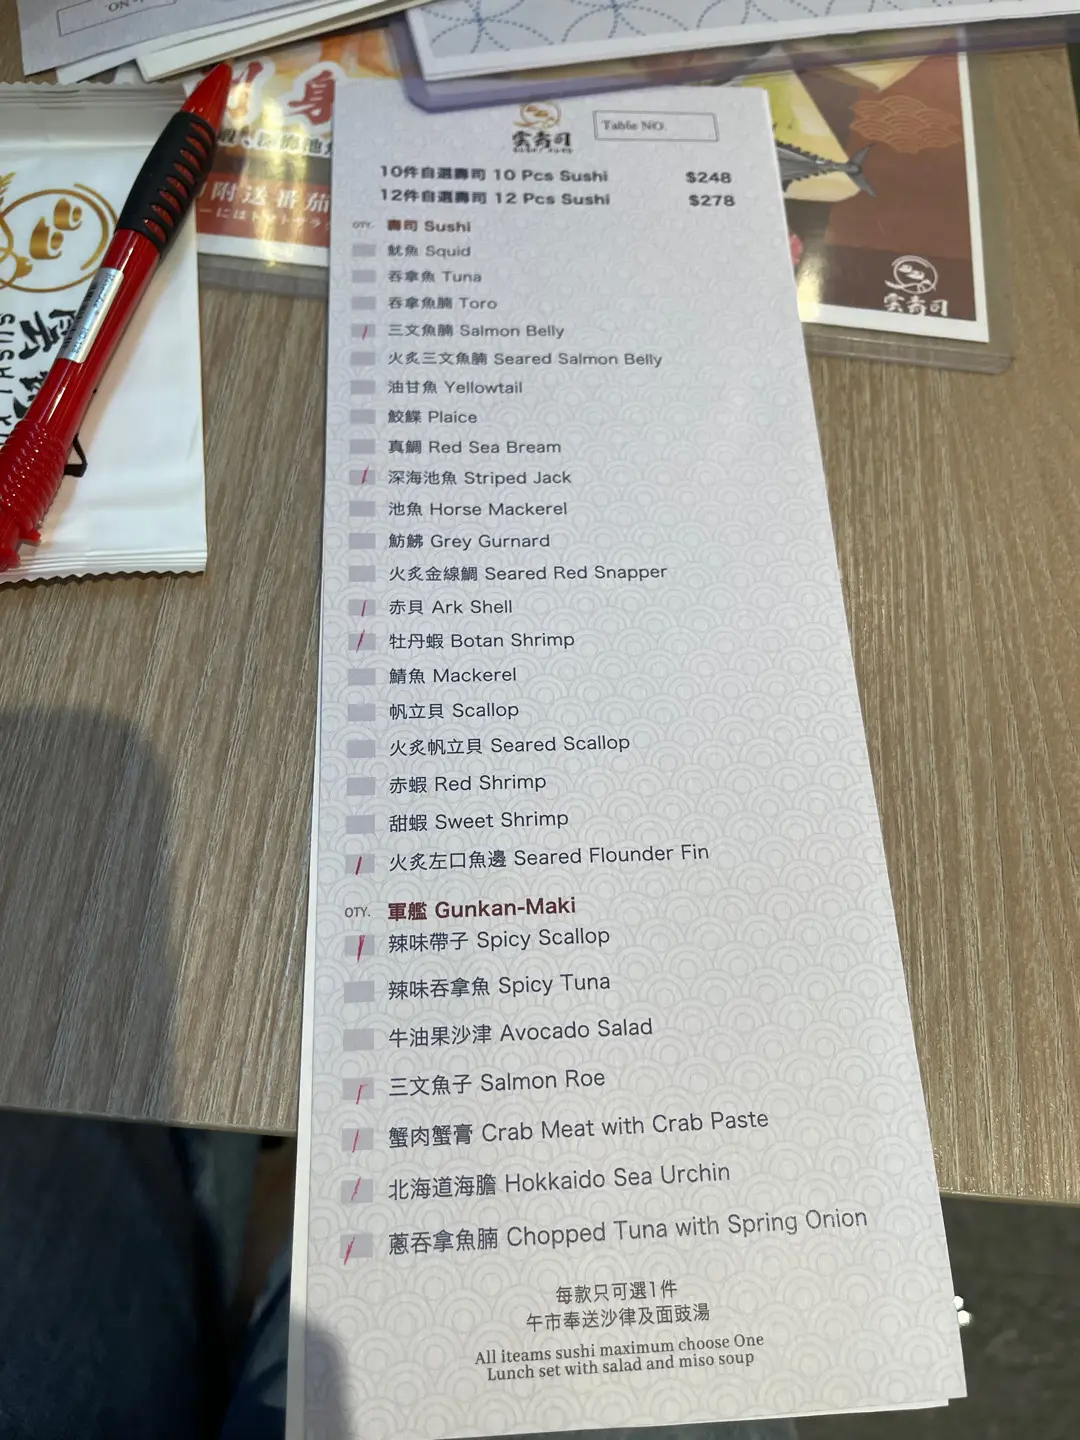 刺身
附送番茄
雲壽司
Table NO.
10件自選壽司 10 Pcs Sushi $248
12件自選壽司 12 Pcs Sushi $278
QTY. 壽司 Sushi
魷魚 Squid
吞拿魚 Tuna
吞拿魚腩 Toro
三文魚腩 Salmon Belly
火炙三文魚腩 Seared Salmon Belly
油甘魚 Yellowtail
鮫鰈 Plaice
真鯛 Red Sea Bream
深海池魚 Striped Jack
池魚 Horse Mackerel
魴鮄 Grey Gurnard
火炙金線鯛 Seared Red Snapper
赤貝 Ark Shell
牡丹蝦 Botan Shrimp
鯖魚 Mackerel
帆立貝 Scallop
火炙帆立貝 Seared Scallop
赤蝦 Red Shrimp
甜蝦 Sweet Shrimp
火炙左口魚邊 Seared Flounder Fin
QTY. 軍艦 Gunkan-Maki
辣味帶子 Spicy Scallop
辣味吞拿魚 Spicy Tuna
牛油果沙津 Avocado Salad
三文魚子 Salmon Roe
蟹肉蟹膏 Crab Meat with Crab Paste
北海道海膽 Hokkaido Sea Urchin
蔥吞拿魚腩 Chopped Tuna with Spring Onion
每款只可選1件
午市奉送沙律及面豉湯
All iteams sushi maximum choose One
Lunch set with salad and miso soup
雲壽司